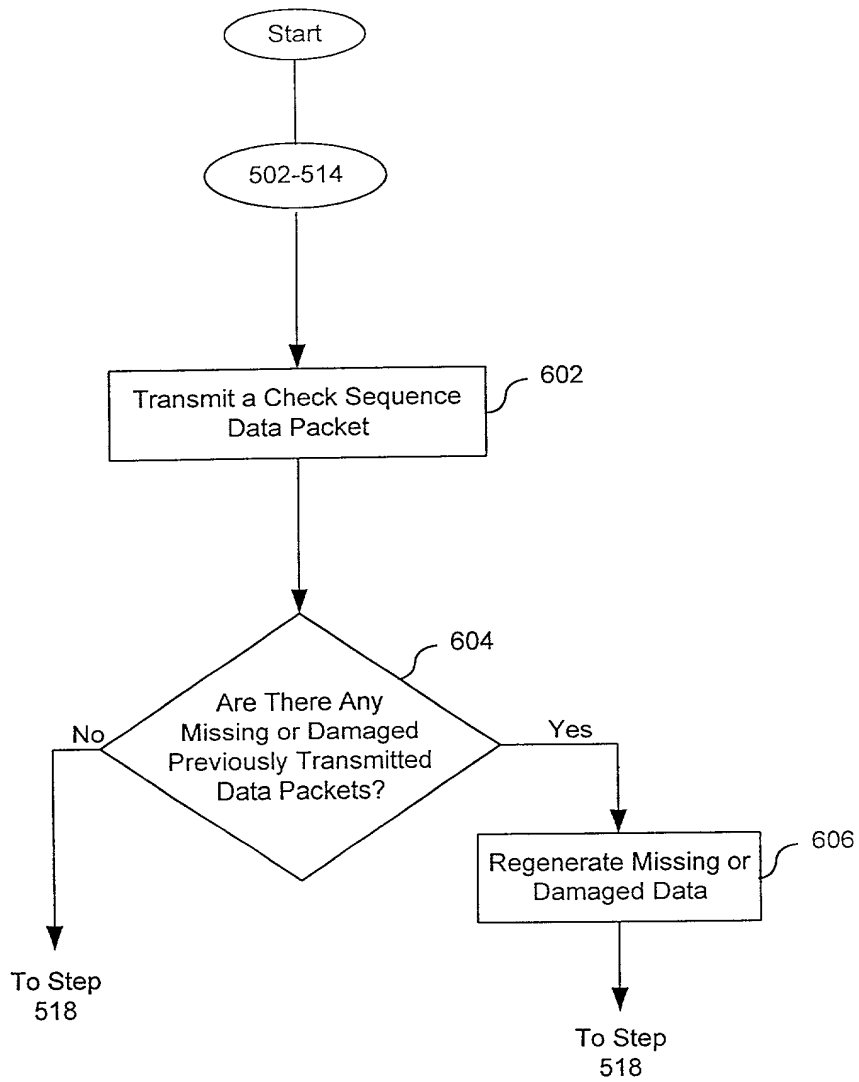 Start
502-514
Transmit a Check Sequence
Data Packet
602
604
Are There Any
Missing or Damaged
Previously Transmitted
Data Packets?
No
Yes
Regenerate Missing or
Damaged Data
606
To Step
518
To Step
518